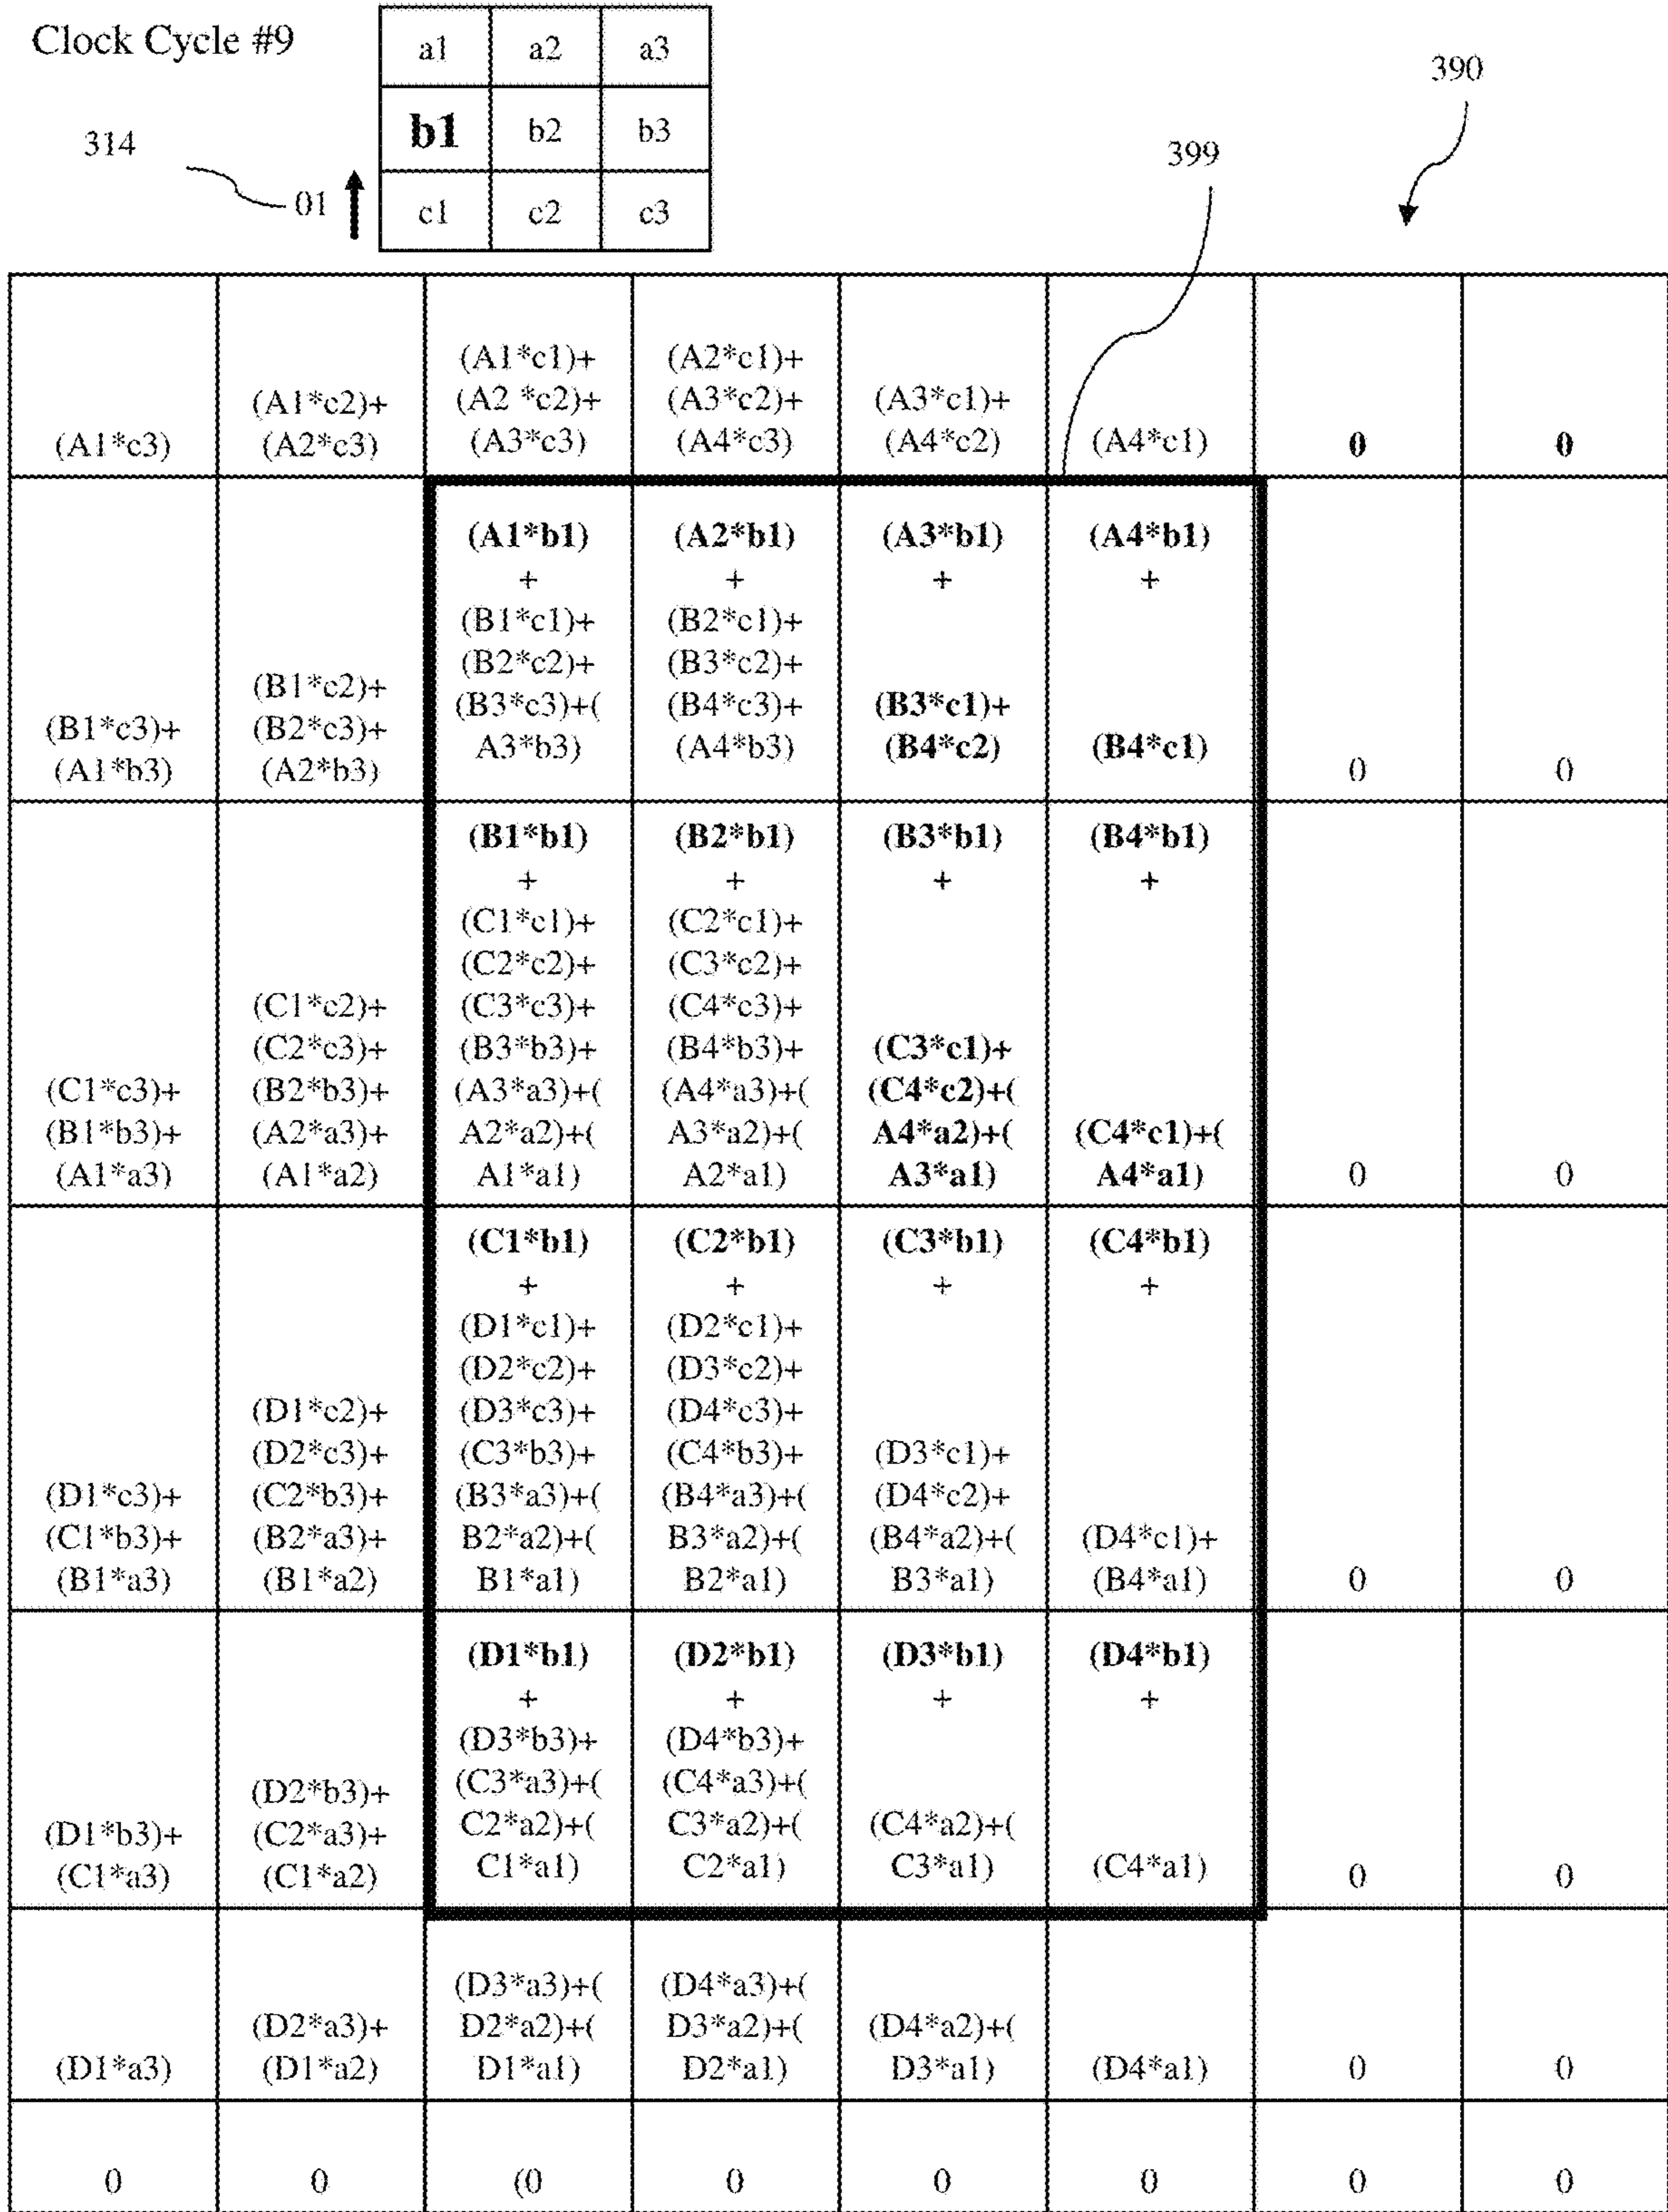 Clock Cycle #9
a1 a2 a3
390
314
b1 b2 b3
399
01
c1 c2 c3
(A1*c1)+ (A2*c1)+
(A1*c2)+ (A2 *c2)+ (A3*c2)+ (A3*c1)+
(A1*c3) (A2*c3) (A3*c3) (A4*c3) (A4*c2) (A4*c1) 0 0
(A1*b1) (A2*b1) (A3*b1) (A4*b1)
+ + + +
(B1*c1)+ (B2*c1)+
(B1*c2)+ (B2*c2)+ (B3*c2)+
(B1*c3)+ (B2*c3)+ (B3*c3)+( (B4*c3)+ (B3*c1)+
(A1*b3) (A2*b3) A3*b3) (A4*b3) (B4*c2) (B4*c1) 0 0
(B1*b1) (B2*b1) (B3*b1) (B4*b1)
+ + + +
(C1*c1)+ (C2*c1)+
(C2*c2)+ (C3*c2)+
(C1*c2)+ (C3*c3)+ (C4*c3)+
(C2*c3)+ (B3*b3)+ (B4*b3)+ (C3*c1)+
(C1*c3)+ (B2*b3)+ (A3*a3)+( (A4*a3)+( (C4*c2)+(
(B1*b3)+ (A2*a3)+ A2*a2)+( A3*a2)+( A4*a2)+( (C4*c1)+(
(A1*a3) (A1*a2) A1*a1) A2*a1) A3*a1) A4*a1) 0 0
(C1*b1) (C2*b1) (C3*b1) (C4*b1)
+ + + +
(D1*c1)+ (D2*c1)+
(D2*c2)+ (D3*c2)+
(D1*c2)+ (D3*c3)+ (D4*c3)+
(D2*c3)+ (C3*b3)+ (C4*b3)+ (D3*c1)+
(D1*c3)+ (C2*b3)+ (B3*a3)+( (B4*a3)+( (D4*c2)+
(C1*b3)+ (B2*a3)+ B2*a2)+( B3*a2)+( (B4*a2)+( (D4*c1)+
(B1*a3) (B1*a2) B1*a1) B2*a1) B3*a1) (B4*a1) 0 0
(D1*b1) (D2*b1) (D3*b1) (D4*b1)
+ + + +
(D3*b3)+ (D4*b3)+
(D2*b3)+ (C3*a3)+( (C4*a3)+(
(D1*b3)+ (C2*a3)+ C2*a2)+( C3*a2)+( (C4*a2)+(
(C1*a3) (C1*a2) C1*a1) C2*a1) C3*a1) (C4*a1) 0 0
(D3*a3)+( (D4*a3)+(
(D2*a3)+ D2*a2)+( D3*a2)+( (D4*a2)+(
(D1*a3) (D1*a2) D1*a1) D2*a1) D3*a1) (D4*a1) 0 0
0 0 (0 0 0 0 0 0